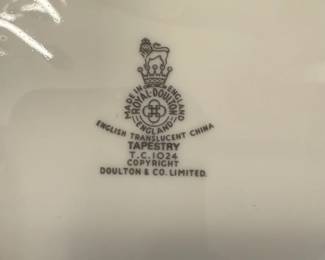 MADE IN ENGLAND
ROYAL DOULTON
ENGLAND
ENGLISH TRANSLUCENT CHINA
TAPESTRY
T.C.1024
COPYRIGHT
DOULTON & CO. LIMITED.